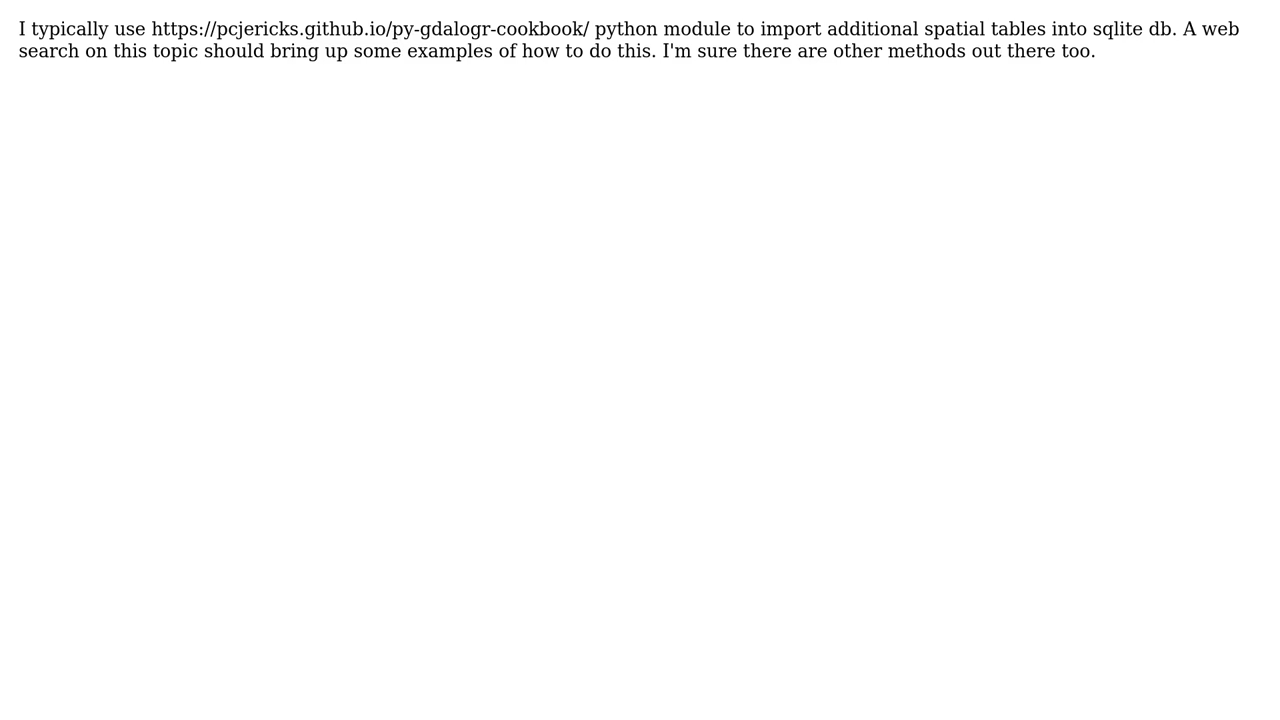 I typically use https://pcjericks.github.io/py-gdalogr-cookbook/ python module to import additional spatial tables into sqlite db. A web
search on this topic should bring up some examples of how to do this. I'm sure there are other methods out there too.